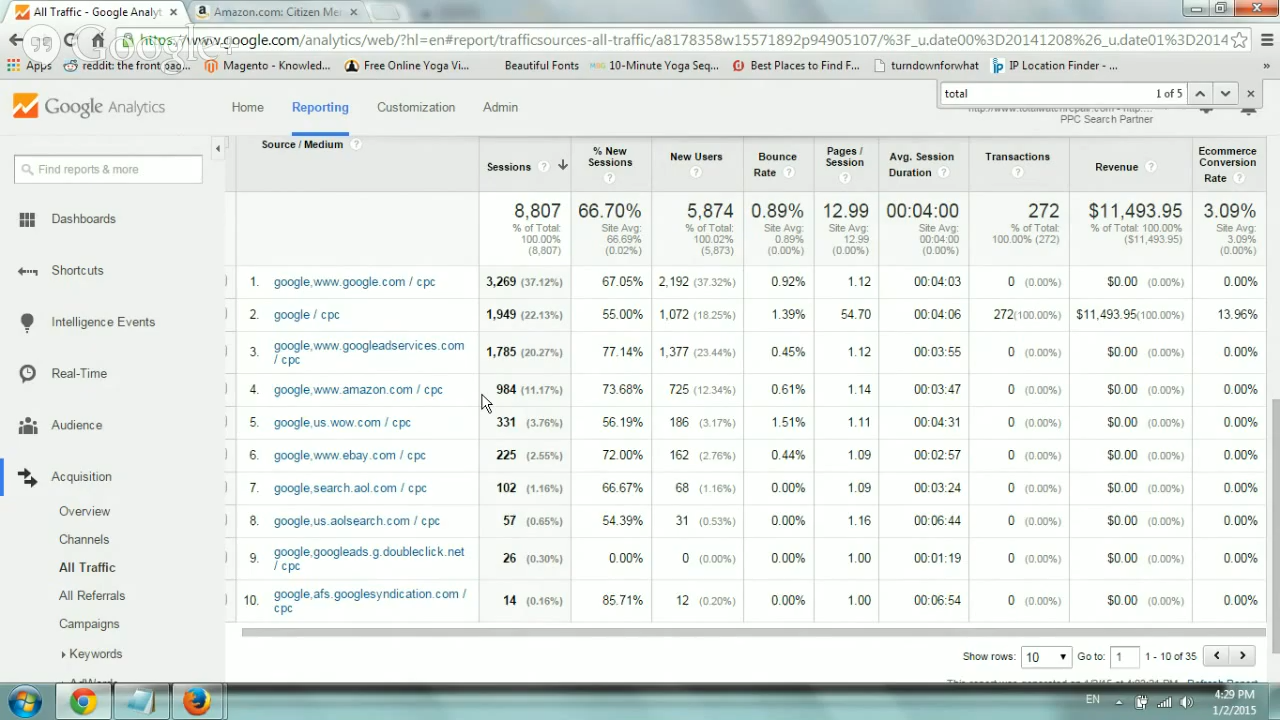 All Traffic - Google Analyt
Amazon.com: Citizen Me
Google+
https://www.google.com/analytics/web/?hl=en#report/trafficsources-all-traffic/a8178358w15571892p94905107/%3F_u.date00%3D20141208%26_u.date01%3D2014
Apps reddit: the front Magento - Knowled... Free Online Yoga Vi... Beautiful Fonts 10-Minute Yoga Seq... Best Places to Find F... turndownforwhat IP Location Finder - ...
total 1 of 5
Google Analytics Home Reporting Customization Admin
PPC Search Partner
Find reports & more
Dashboards
Shortcuts
Intelligence Events
Real-Time
Audience
Acquisition
Overview
Channels
All Traffic
All Referrals
Campaigns
Keywords
Source / Medium Sessions % New Sessions New Users Bounce Rate Pages / Session Avg. Session Duration Transactions Revenue Ecommerce Conversion Rate
8,807 66.70% 5,874 0.89% 12.99 00:04:00 272 $11,493.95 3.09%
% of Total: 100.00% (8,807) Site Avg: 66.69% (0.02%) % of Total: 100.02% (5,873) Site Avg: 0.89% (0.00%) Site Avg: 12.99 (0.00%) Site Avg: 00:04:00 (0.00%) % of Total: 100.00% (272) % of Total: 100.00% ($11,493.95) Site Avg: 3.09% (0.00%)
1. google,www.google.com / cpc 3,269 (37.12%) 67.05% 2,192 (37.32%) 0.92% 1.12 00:04:03 0 (0.00%) $0.00 (0.00%) 0.00%
2. google / cpc 1,949 (22.13%) 55.00% 1,072 (18.25%) 1.39% 54.70 00:04:06 272(100.00%) $11,493.95(100.00%) 13.96%
3. google,www.googleadservices.com / cpc 1,785 (20.27%) 77.14% 1,377 (23.44%) 0.45% 1.12 00:03:55 0 (0.00%) $0.00 (0.00%) 0.00%
4. google,www.amazon.com / cpc 984 (11.17%) 73.68% 725 (12.34%) 0.61% 1.14 00:03:47 0 (0.00%) $0.00 (0.00%) 0.00%
5. google,us.wow.com / cpc 331 (3.76%) 56.19% 186 (3.17%) 1.51% 1.11 00:04:31 0 (0.00%) $0.00 (0.00%) 0.00%
6. google,www.ebay.com / cpc 225 (2.55%) 72.00% 162 (2.76%) 0.44% 1.09 00:02:57 0 (0.00%) $0.00 (0.00%) 0.00%
7. google,search.aol.com / cpc 102 (1.16%) 66.67% 68 (1.16%) 0.00% 1.09 00:03:24 0 (0.00%) $0.00 (0.00%) 0.00%
8. google,us.aolsearch.com / cpc 57 (0.65%) 54.39% 31 (0.53%) 0.00% 1.16 00:06:44 0 (0.00%) $0.00 (0.00%) 0.00%
9. google,googleads.g.doubleclick.net / cpc 26 (0.30%) 0.00% 0 (0.00%) 0.00% 1.00 00:01:19 0 (0.00%) $0.00 (0.00%) 0.00%
10. google,afs.googlesyndication.com / cpc 14 (0.16%) 85.71% 12 (0.20%) 0.00% 1.00 00:06:54 0 (0.00%) $0.00 (0.00%) 0.00%
Show rows: 10 Go to: 1 1 - 10 of 35
EN 4:29 PM
1/2/2015